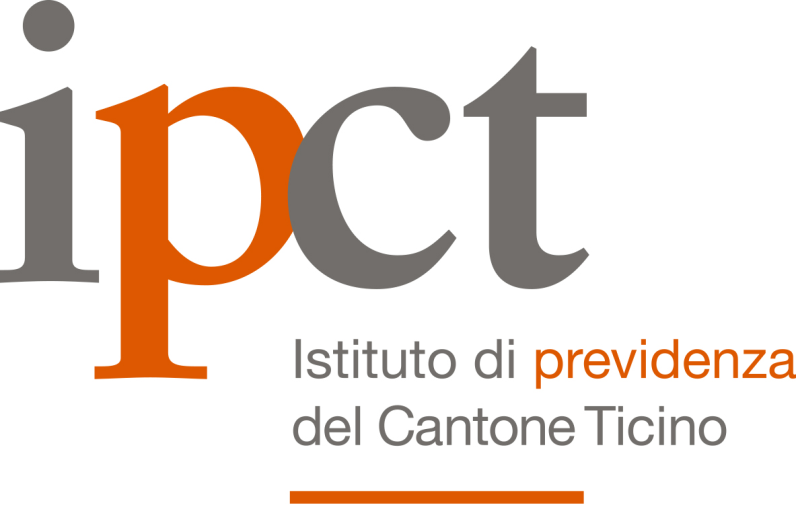 ipct
Istituto di previdenza
del Cantone Ticino